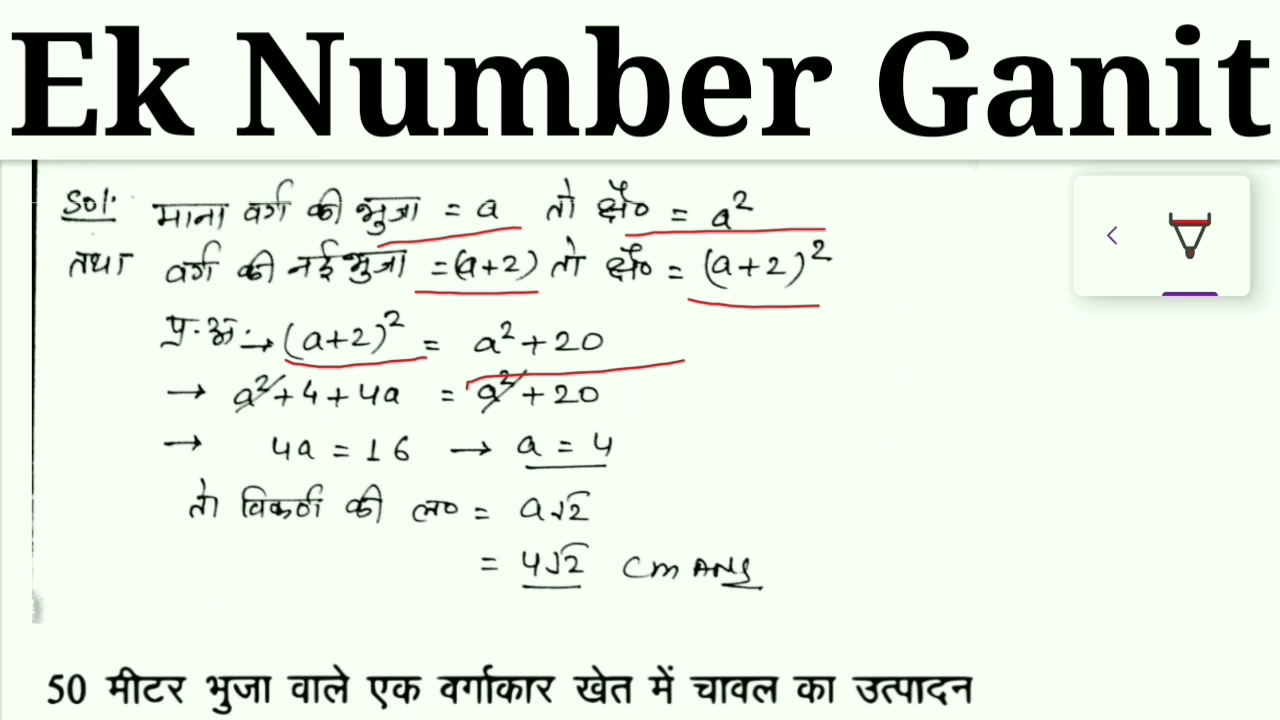 Ek Number Ganit
Sol. माना वर्ग की भुजा = a तो क्षे० = a²
तथा वर्ग की नई भुजा = (a+2) तो क्षे० = (a+2)²
प्र.अ. → (a+2)² = a² + 20
→ a² + 4 + 4a = a² + 20
→ 4a = 16 → a = 4
तो विकर्ण की ल० = a√2
= 4√2 cm Ans
50 मीटर भुजा वाले एक वर्गाकार खेत में चावल का उत्पादन